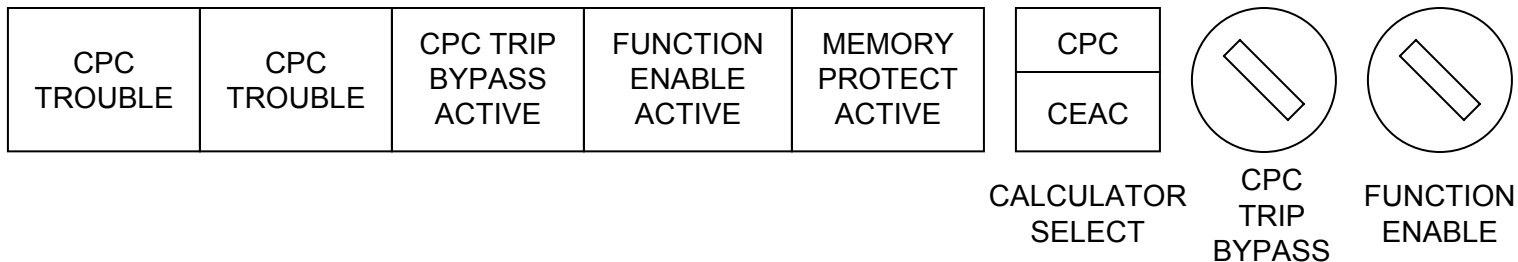 CPC
TROUBLE
CPC
TROUBLE
CPC TRIP
BYPASS
ACTIVE
FUNCTION
ENABLE
ACTIVE
MEMORY
PROTECT
ACTIVE
CPC
CEAC
CALCULATOR
SELECT
CPC
TRIP
BYPASS
FUNCTION
ENABLE